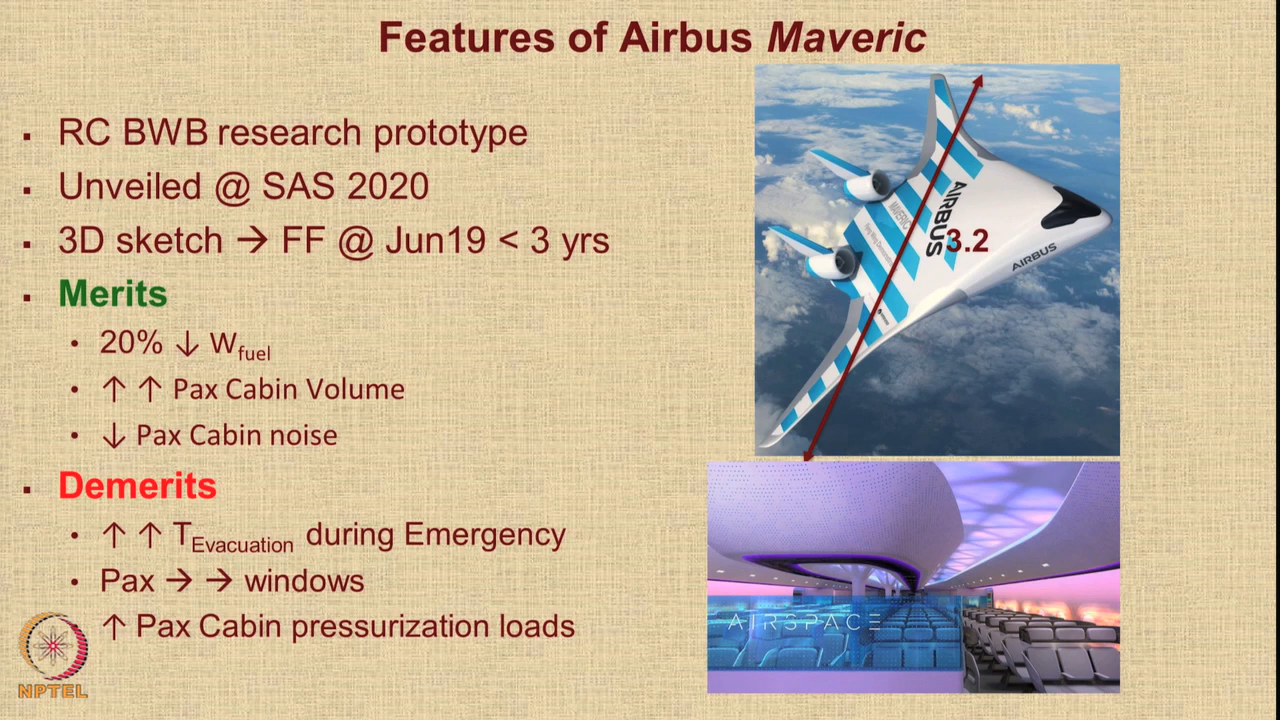 Features of Airbus Maveric
▪ RC BWB research prototype
▪ Unveiled @ SAS 2020
▪ 3D sketch → FF @ Jun19 < 3 yrs
▪ Merits
• 20% ↓ Wfuel
• ↑ ↑ Pax Cabin Volume
• ↓ Pax Cabin noise
▪ Demerits
• ↑ ↑ TEvacuation during Emergency
• Pax → → windows
↑ Pax Cabin pressurization loads
MAVERIC
AIRBUS
3.2
AIRBUS
AIRSPACE
NPTEL